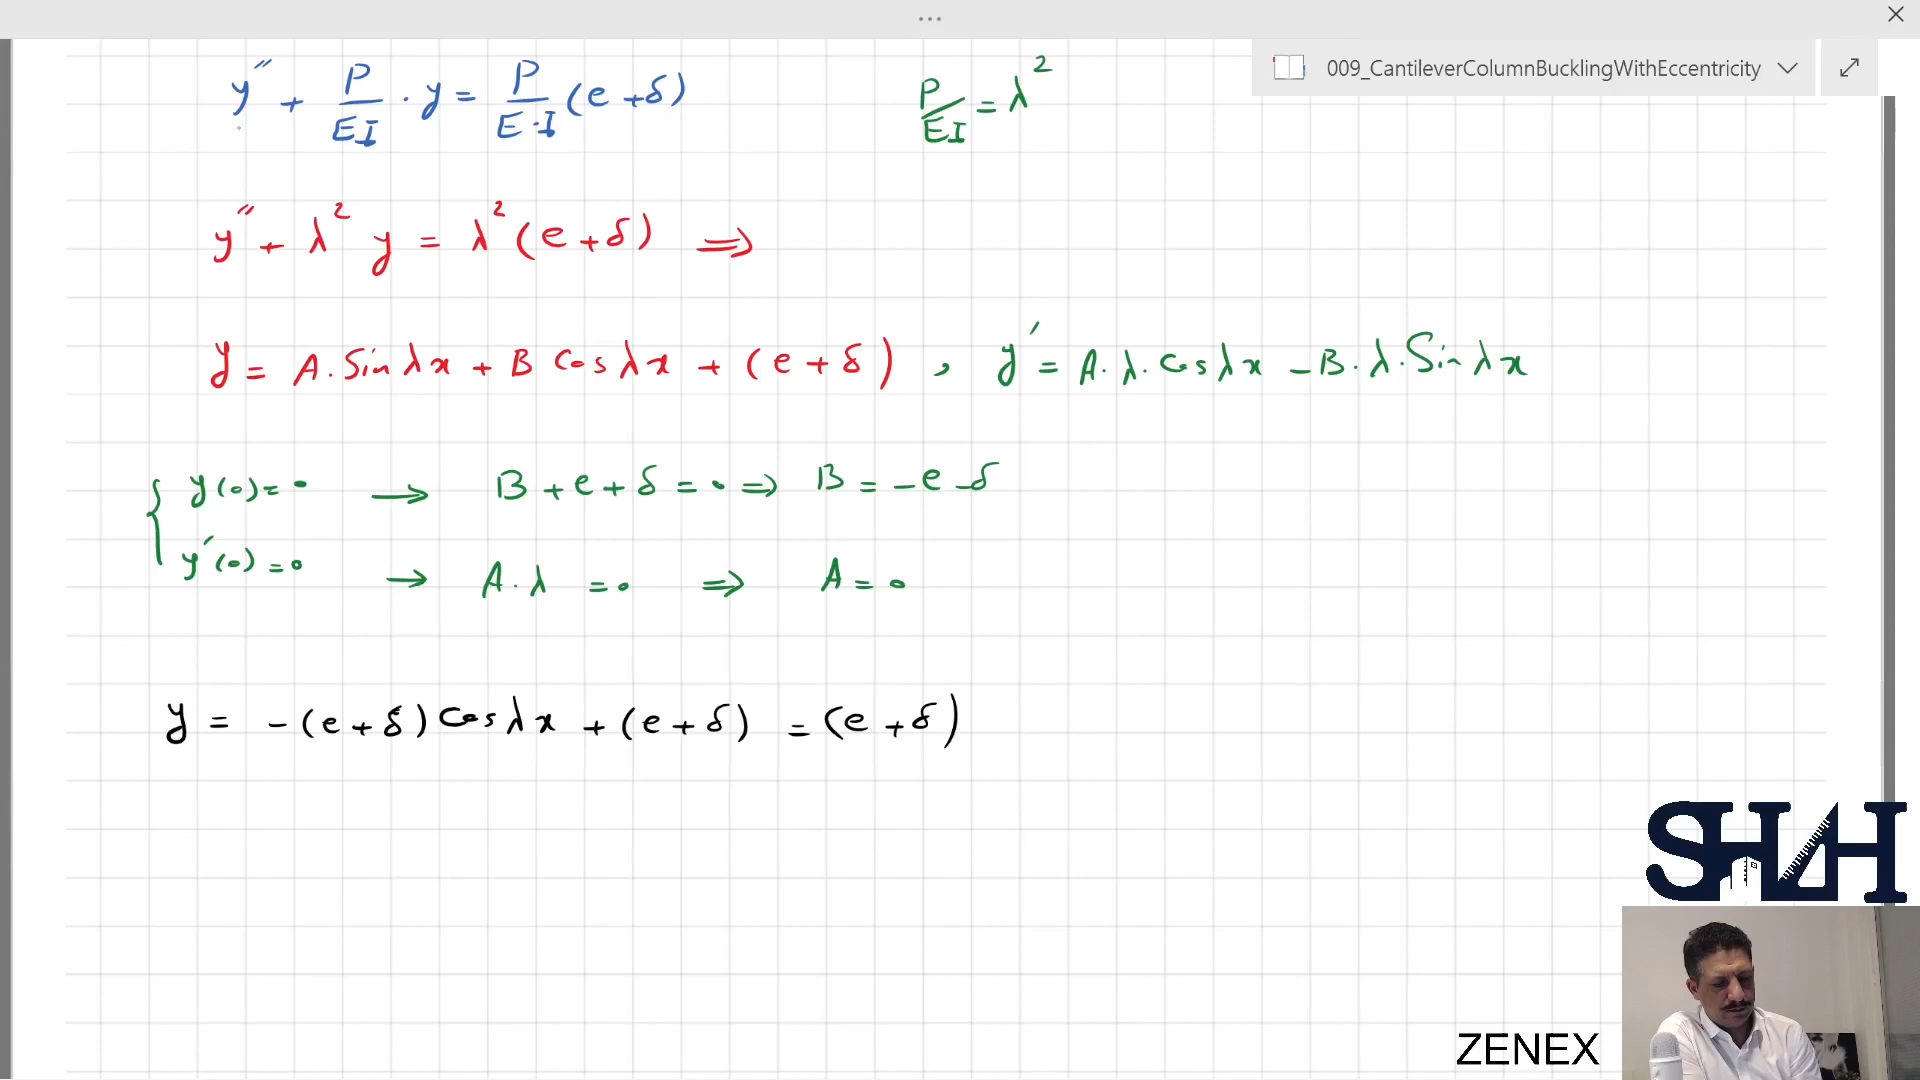 009_CantileverColumnBucklingWithEccentricity
y″ + P/EI · y = P/E·I (e + δ)    P/EI = λ²
y″ + λ² y = λ² (e + δ) ⇒
y = A. Sin λx + B Cos λx + (e + δ) , y′ = A. λ. Cos λx − B. λ. Sin λx
{ y(0) = 0 → B + e + δ = 0 ⇒ B = −e −δ
y′(0) = 0 → A. λ = 0 ⇒ A = 0
y = −(e + δ) Cos λx + (e + δ) = (e + δ)
SHAH
ZENEX